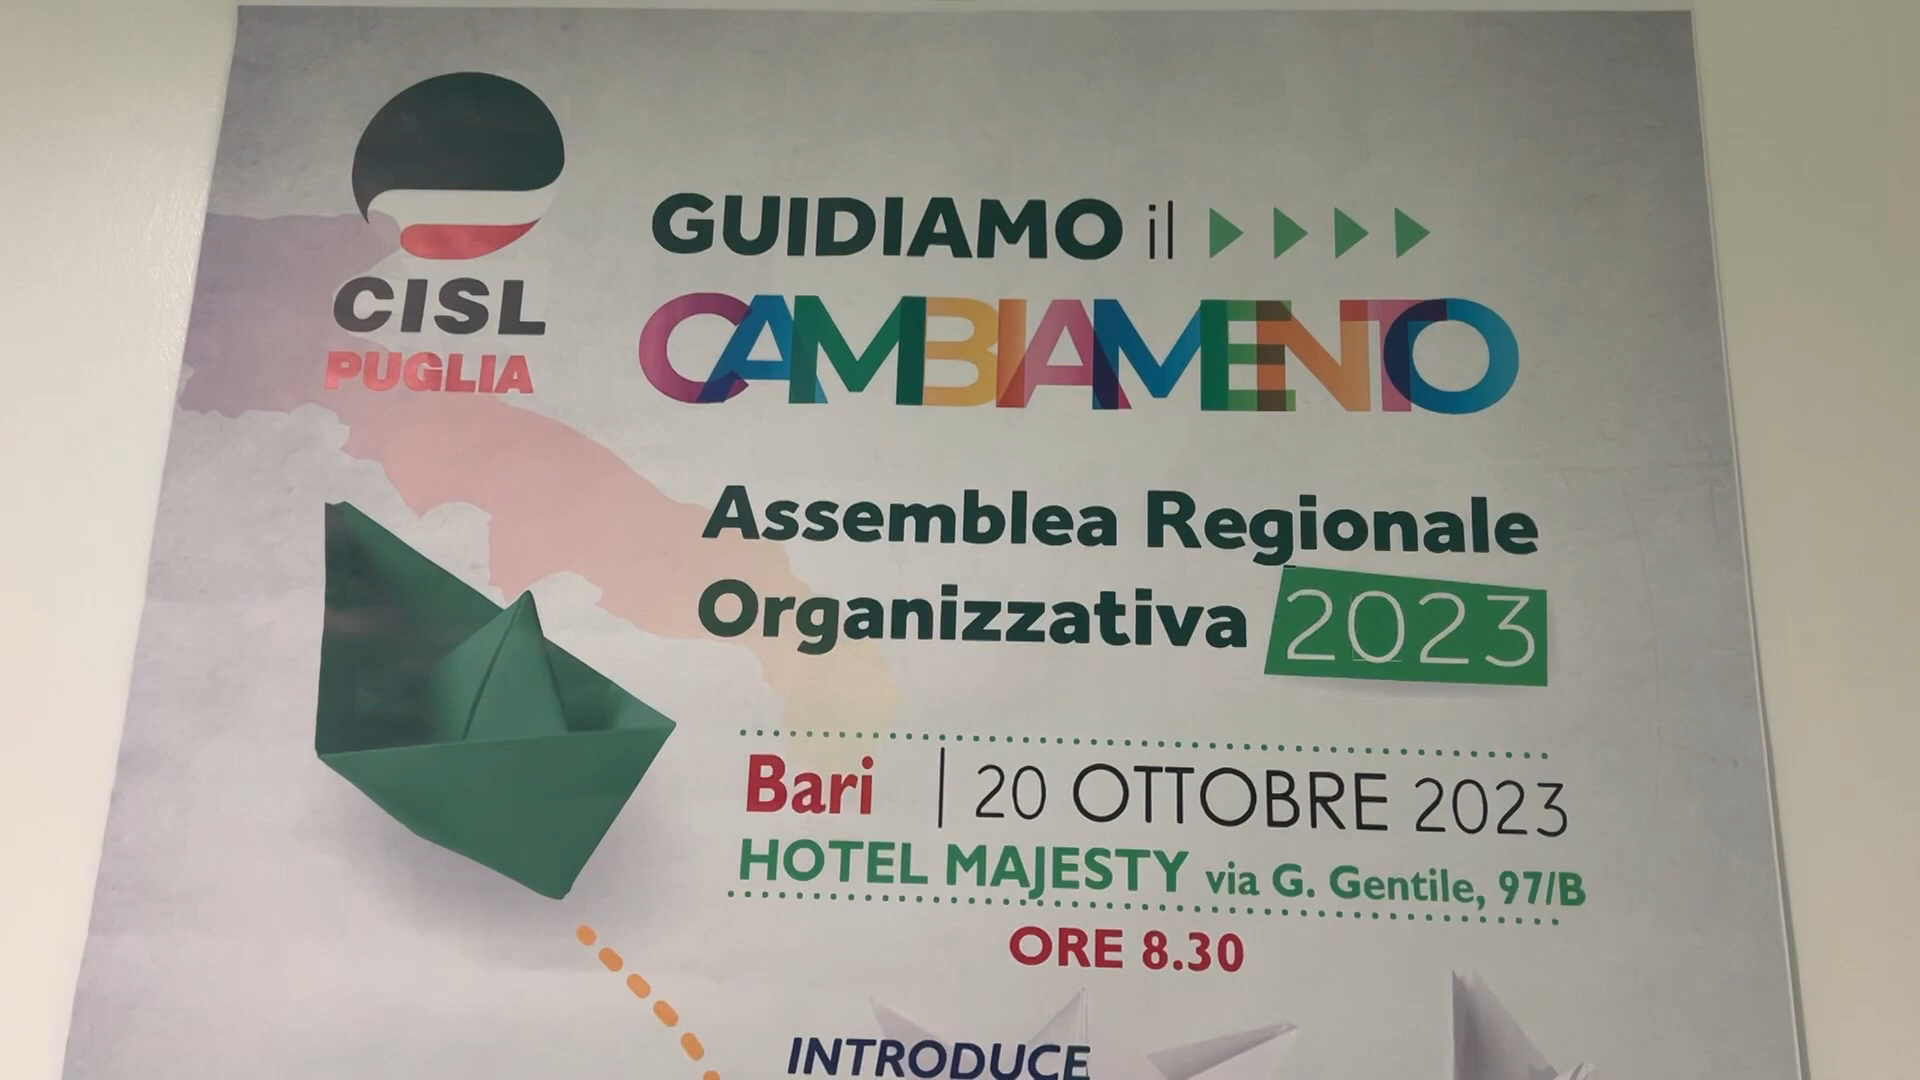 CISL
PUGLIA
GUIDIAMO il
CAMBIAMENTO
Assemblea Regionale
Organizzativa 2023
Bari | 20 OTTOBRE 2023
HOTEL MAJESTY via G. Gentile, 97/B
ORE 8.30
INTRODUCE